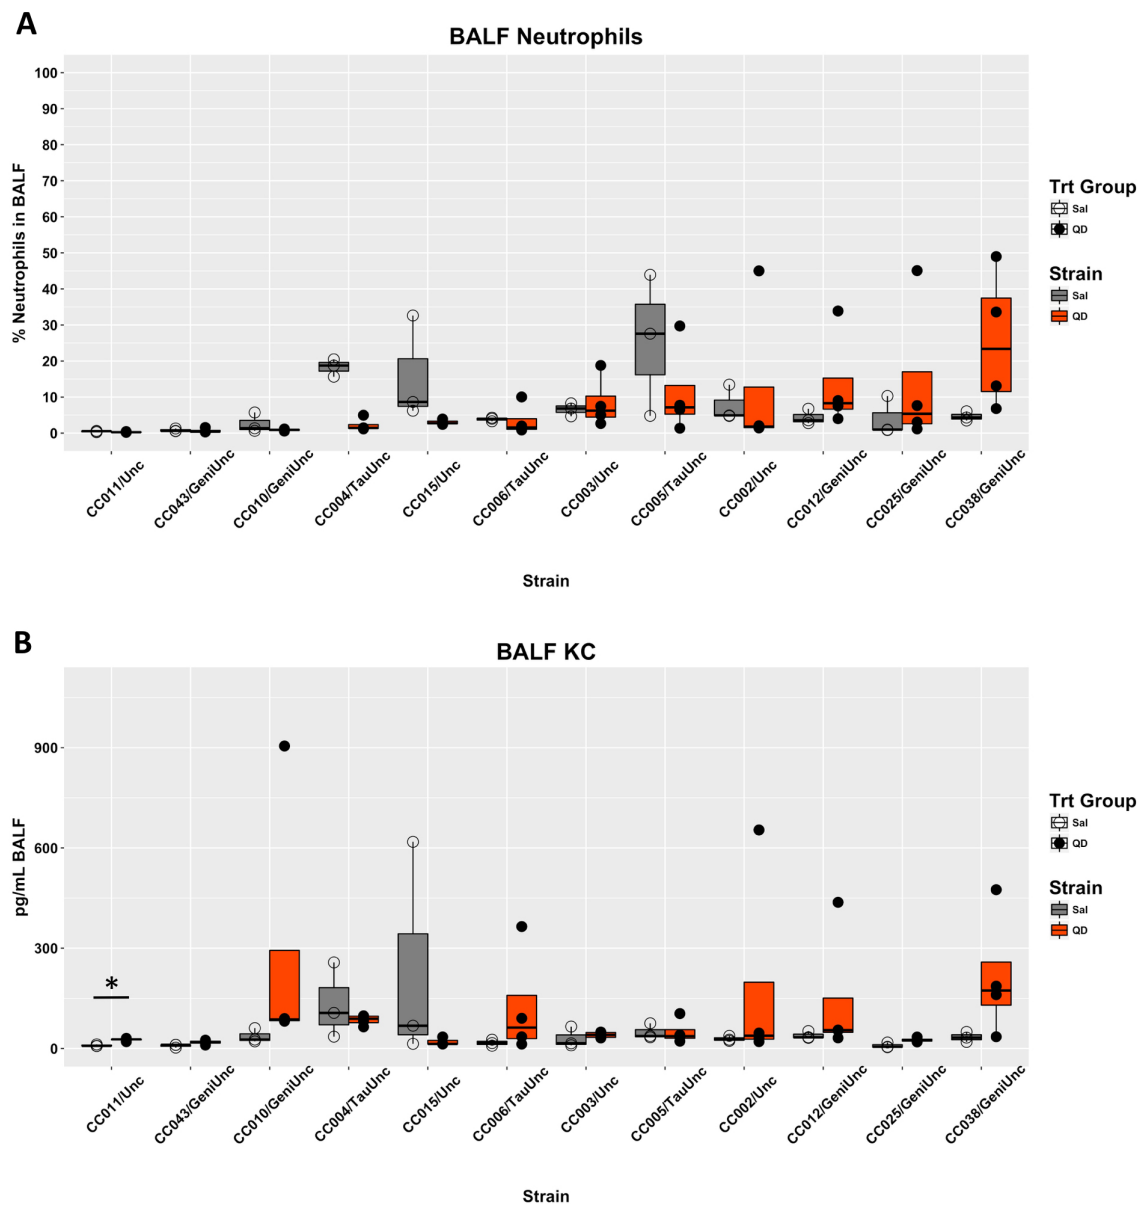 A
BALF Neutrophils
% Neutrophils in BALF
100
90
80
70
60
50
40
30
20
10
0
CC011/Unc
CC043/GeniUnc
CC010/GeniUnc
CC004/TauUnc
CC015/Unc
CC006/TauUnc
CC003/Unc
CC005/TauUnc
CC002/Unc
CC012/GeniUnc
CC025/GeniUnc
CC038/GeniUnc
Strain
Trt Group
Sal
QD
Strain
Sal
QD
B
BALF KC
pg/mL BALF
900
600
300
0
*
CC011/Unc
CC043/GeniUnc
CC010/GeniUnc
CC004/TauUnc
CC015/Unc
CC006/TauUnc
CC003/Unc
CC005/TauUnc
CC002/Unc
CC012/GeniUnc
CC025/GeniUnc
CC038/GeniUnc
Strain
Trt Group
Sal
QD
Strain
Sal
QD